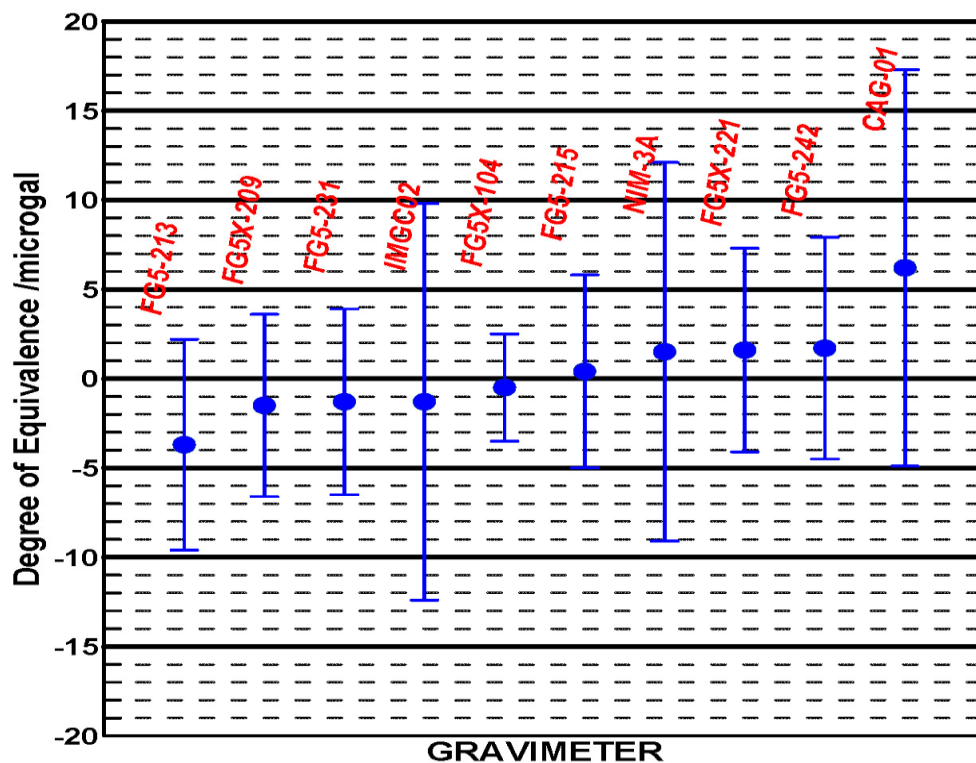 Degree of Equivalence /microgal
20
15
10
5
0
-5
-10
-15
-20
FG5-213
FG5X-209
FG5-231
IMGC02
FG5X-104
FG5-215
NIM-3A
FG5X-221
FG5-242
CAG-01
GRAVIMETER